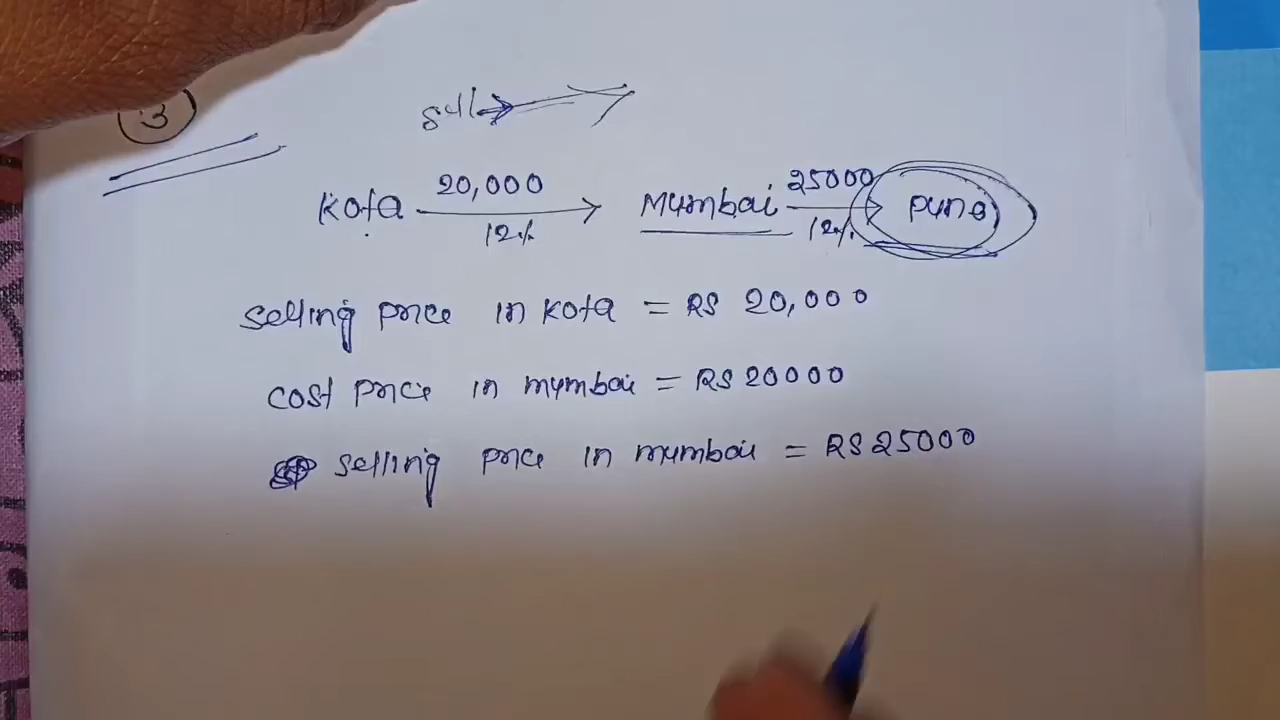 3
sell
Kota 20,000 12% Mumbai 25000 12% Pune
selling price in Kota = RS 20,000
cost price in mumbai = RS 20000
selling price in mumbai = RS 25000